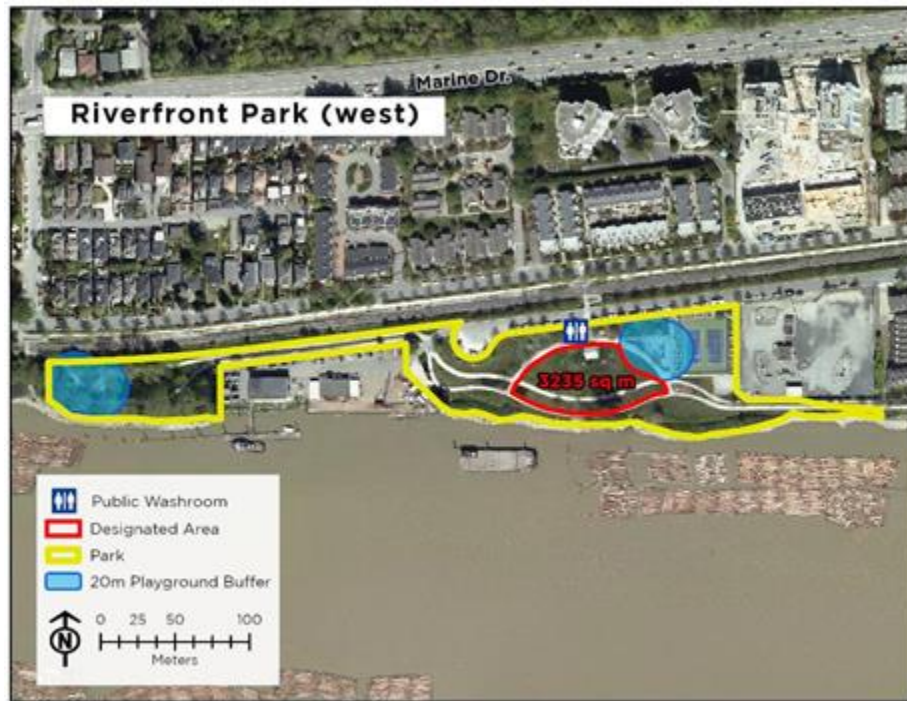 Marine Dr.
Riverfront Park (west)
3235 sq m
Public Washroom
Designated Area
Park
20m Playground Buffer
0 25 50 100
Meters
N